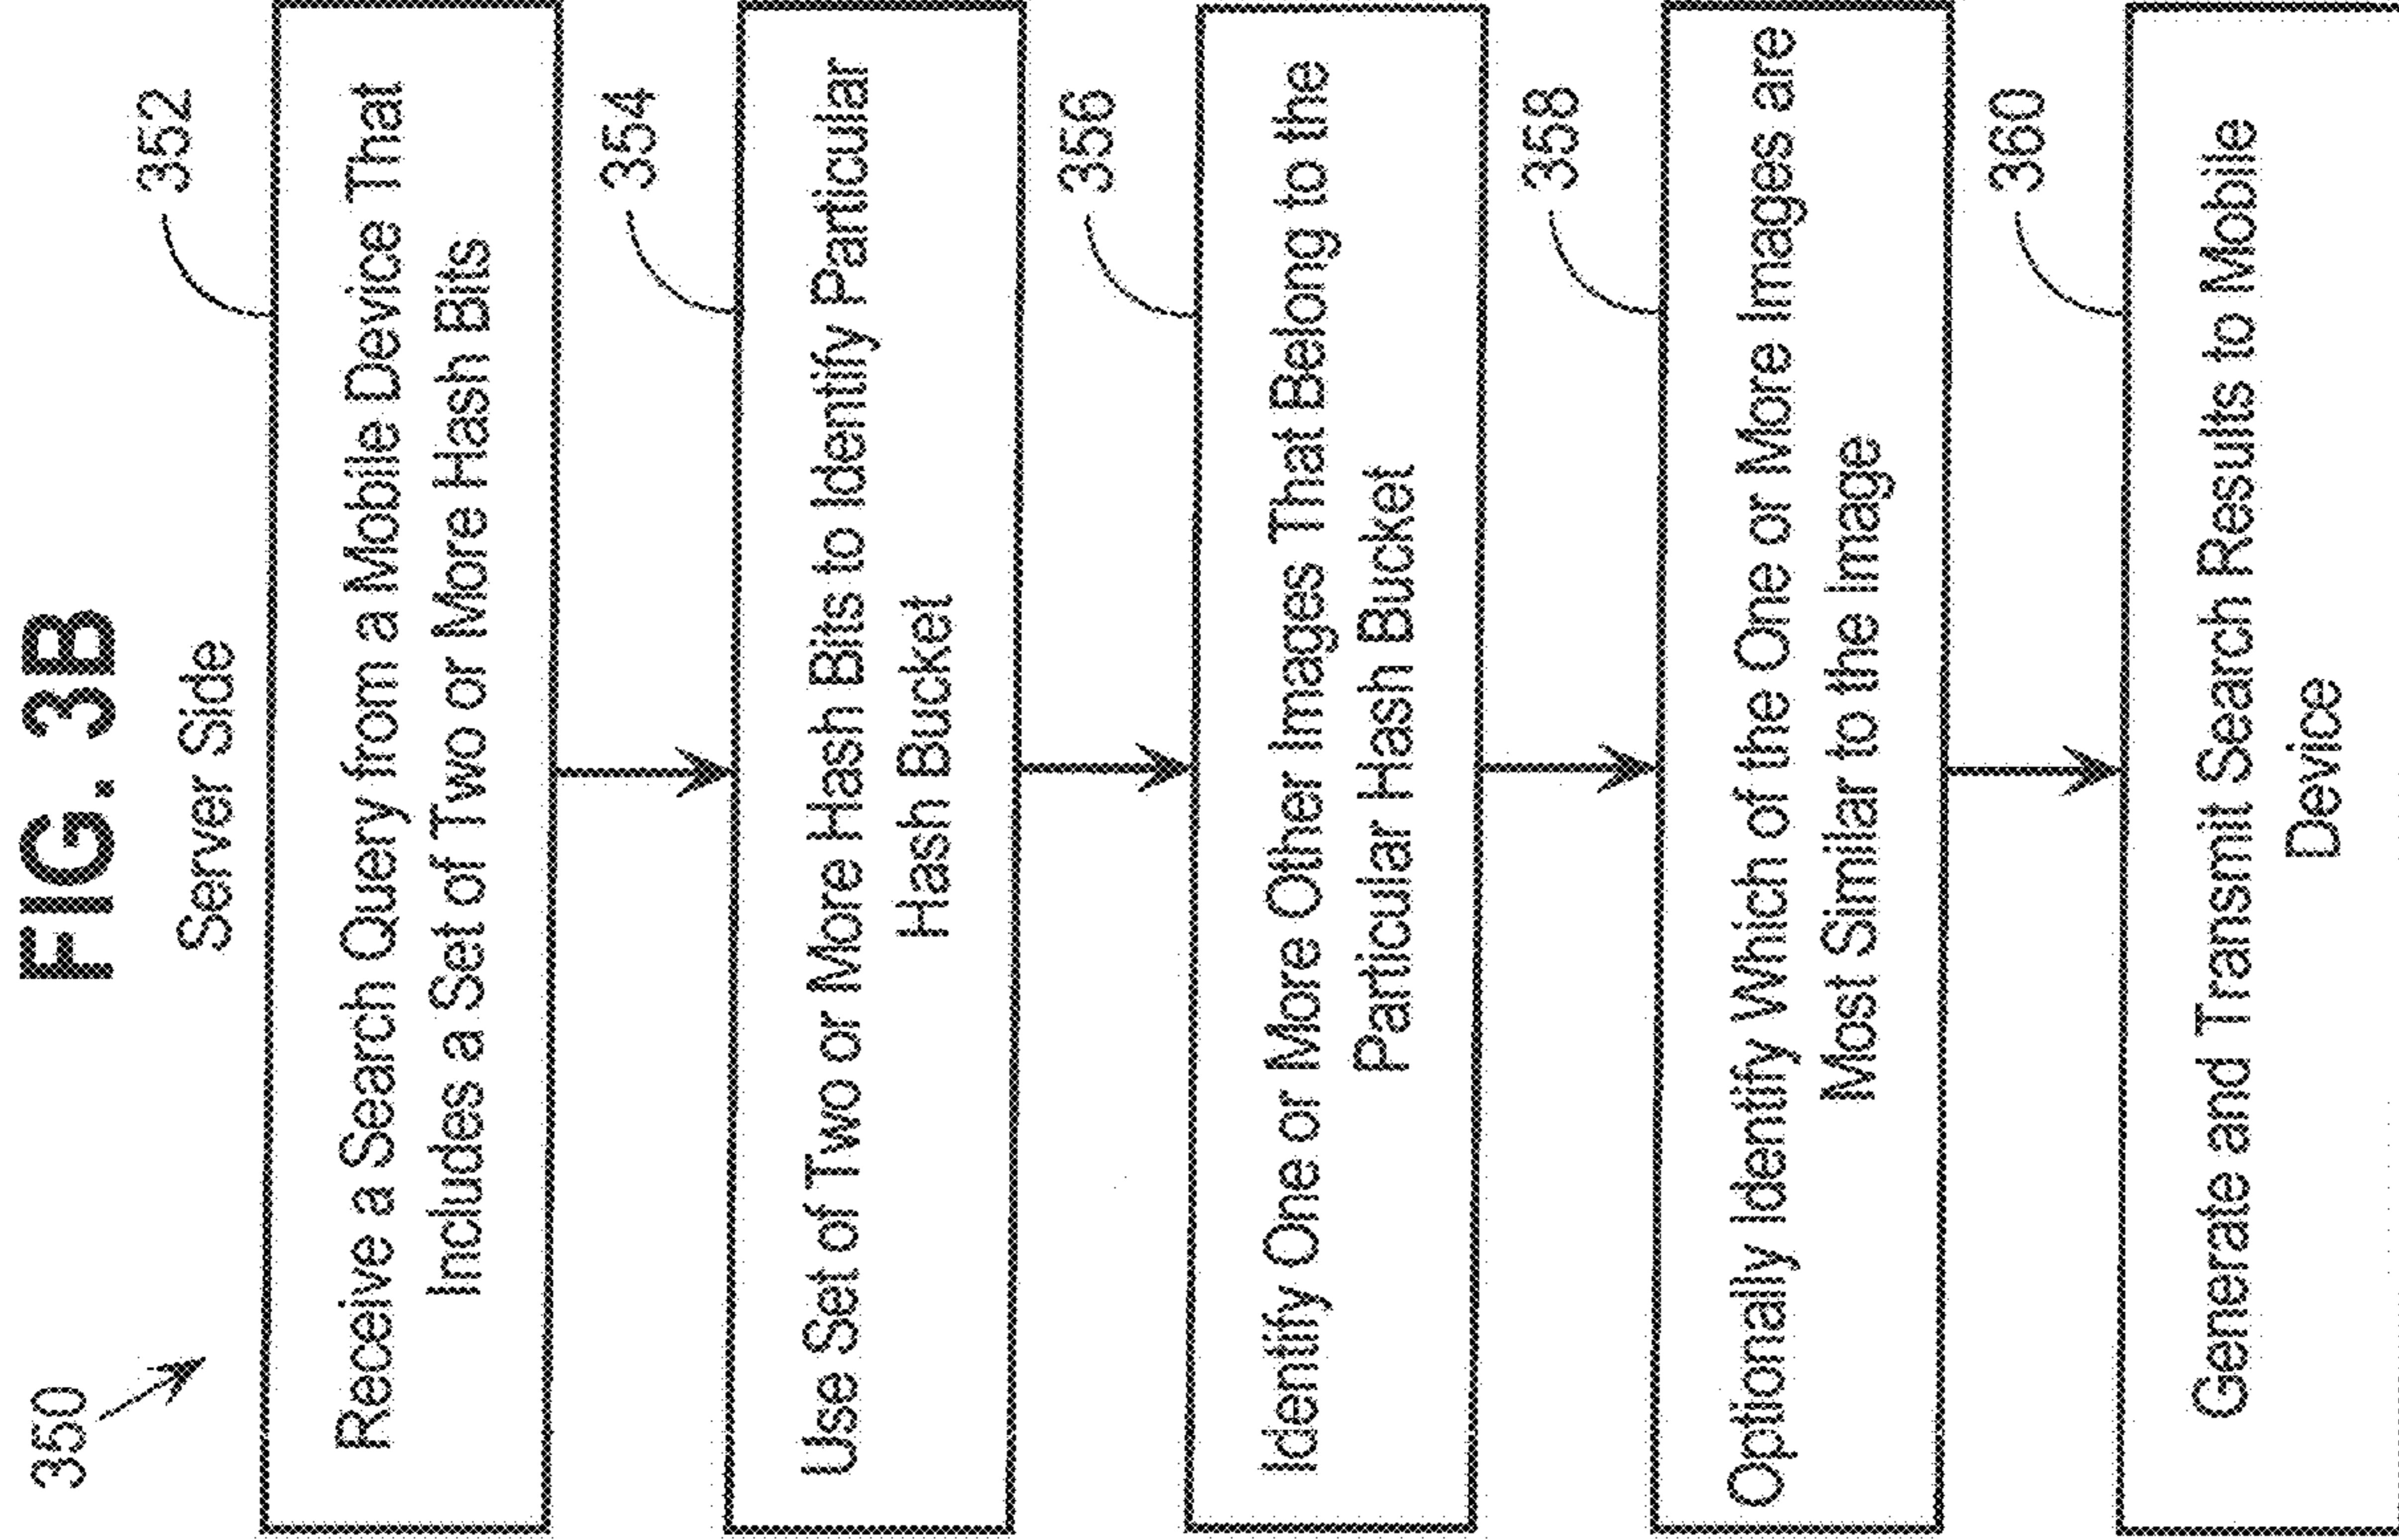 FIG. 3B
350
Server Side
352
Receive a Search Query from a Mobile Device That
Includes a Set of Two or More Hash Bits
354
Use Set of Two or More Hash Bits to Identify Particular
Hash Bucket
356
Identify One or More Other Images That Belong to the
Particular Hash Bucket
358
Optionally Identify Which of the One or More Images are
Most Similar to the Image
360
Generate and Transmit Search Results to Mobile
Device